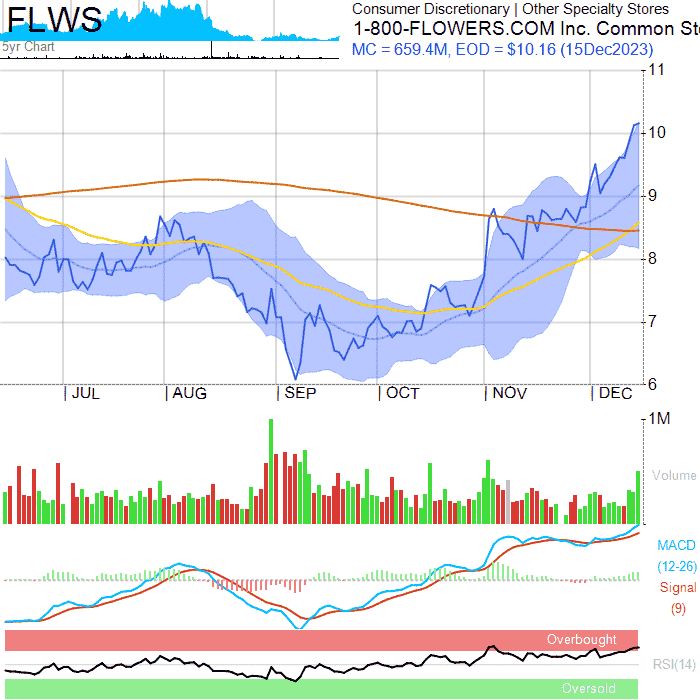 FLWS
5yr Chart
Consumer Discretionary | Other Specialty Stores
1-800-FLOWERS.COM Inc. Common Sto
MC = 659.4M, EOD = $10.16 (15Dec2023)
11
10
9
8
7
6
JUL AUG SEP OCT NOV DEC
1M
Volume
MACD
(12-26)
Signal
(9)
Overbought
RSI(14)
Oversold